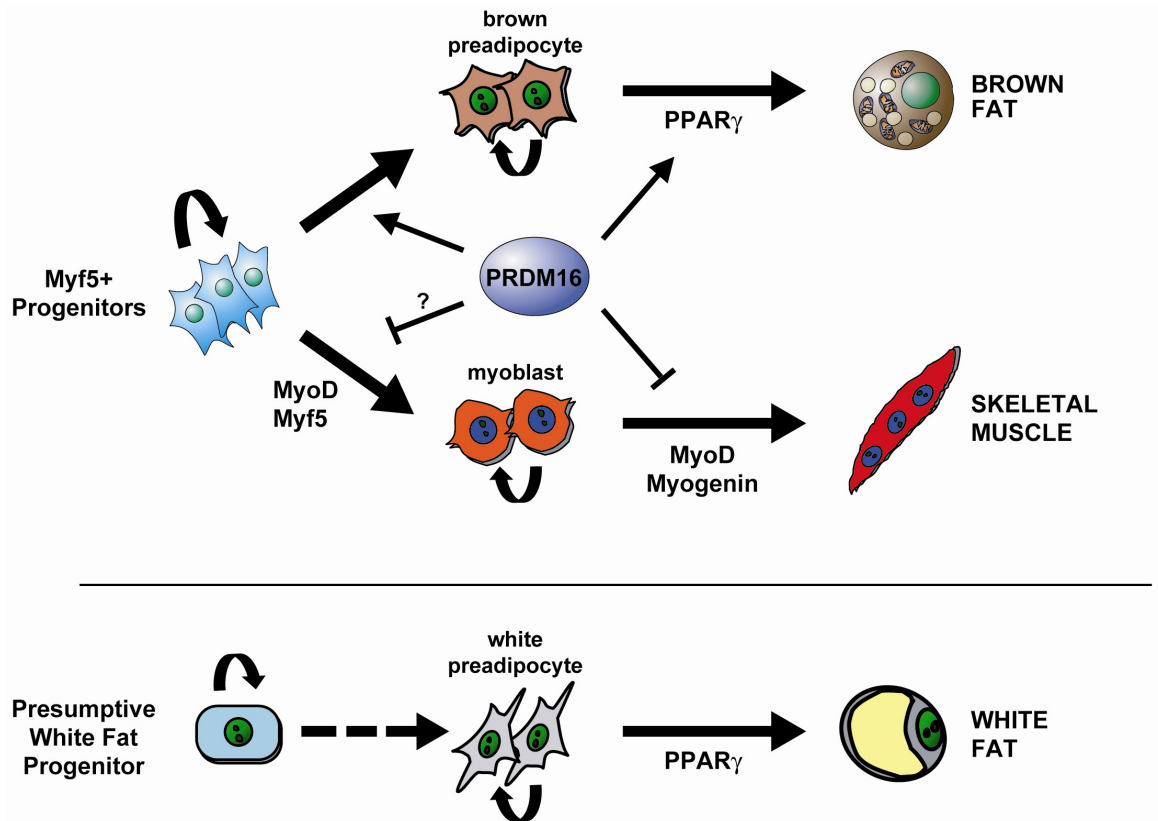 brown
preadipocyte
PPARγ
BROWN
FAT
Myf5+
Progenitors
PRDM16
?
MyoD
Myf5
myoblast
MyoD
Myogenin
SKELETAL
MUSCLE
Presumptive
White Fat
Progenitor
white
preadipocyte
PPARγ
WHITE
FAT